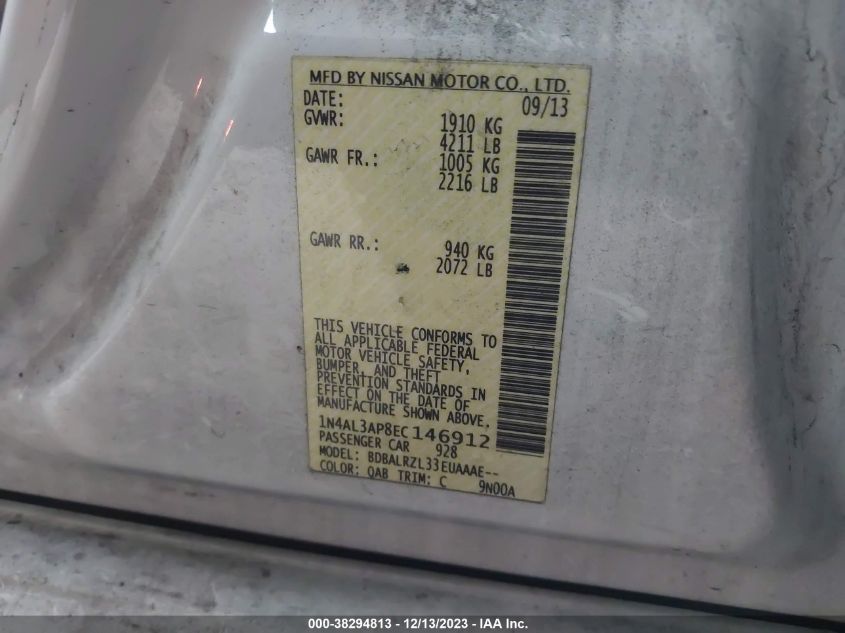 MFD BY NISSAN MOTOR CO., LTD.
DATE: 09/13
GVWR: 1910 KG
4211 LB
GAWR FR.: 1005 KG
2216 LB
GAWR RR.: 940 KG
2072 LB
THIS VEHICLE CONFORMS TO
ALL APPLICABLE FEDERAL
MOTOR VEHICLE SAFETY,
BUMPER, AND THEFT
PREVENTION STANDARDS IN
EFFECT ON THE DATE OF
MANUFACTURE SHOWN ABOVE.
1N4AL3AP8EC146912
PASSENGER CAR 928
MODEL: BDBALRZL33EUAAAE--
COLOR: QAB TRIM: C 9N00A
000-38294813 - 12/13/2023 - IAA Inc.